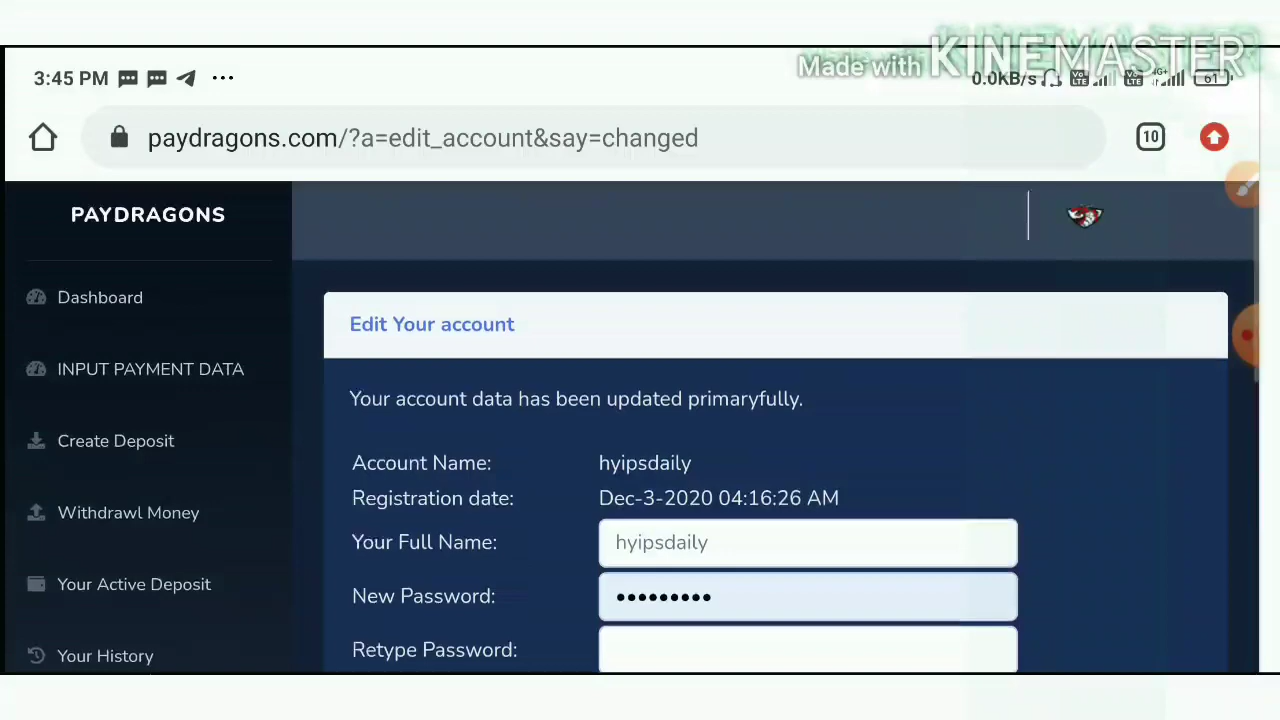 Made with KINEMASTER
3:45 PM
0.0KB/s
61
paydragons.com/?a=edit_account&say=changed
10
PAYDRAGONS
Dashboard
INPUT PAYMENT DATA
Create Deposit
Withdrawl Money
Your Active Deposit
Your History
Edit Your account
Your account data has been updated primaryfully.
Account Name: hyipsdaily
Registration date: Dec-3-2020 04:16:26 AM
Your Full Name: hyipsdaily
New Password: •••••••••
Retype Password: